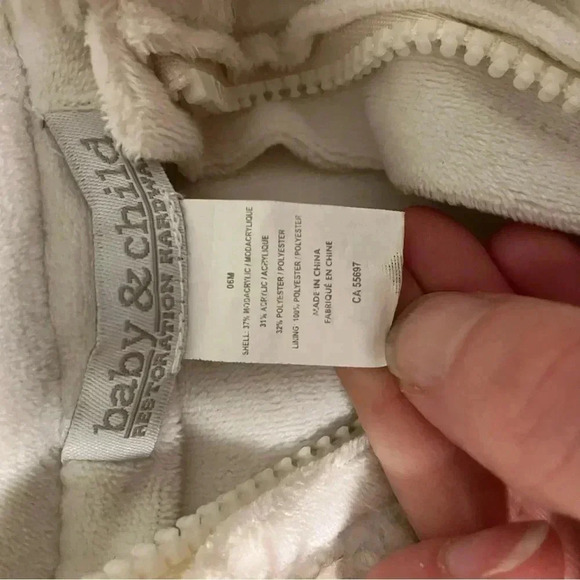 baby & child
RESTORATION HARDWA
06M
SHELL: 37% MODACRYLIC / MODACRYLIQUE
31% ACRYLIC / ACRYLIQUE
32% POLYESTER / POLYESTER
LINING: 100% POLYESTER / POLYESTER
MADE IN CHINA
FABRIQUÉ EN CHINE
CA 55697